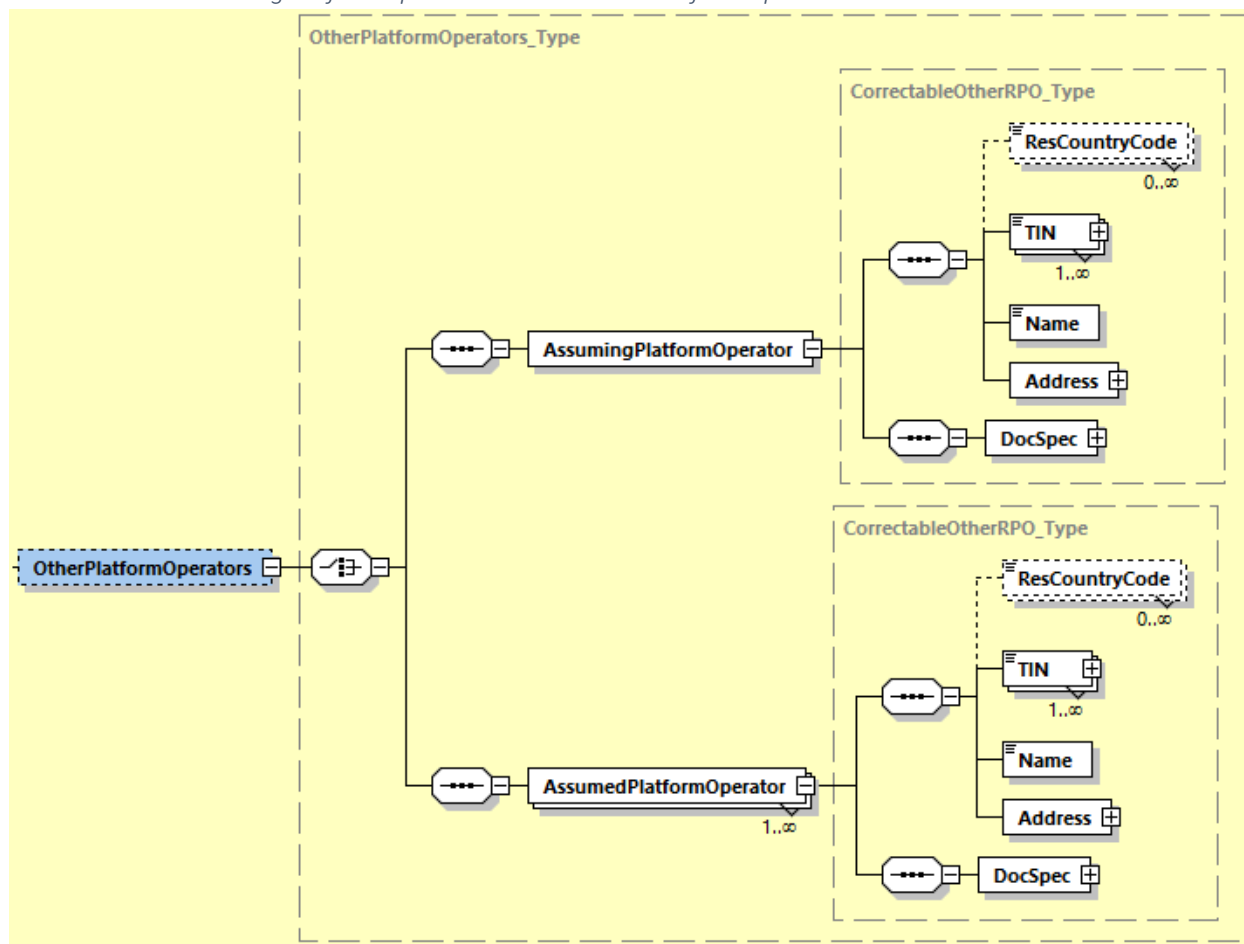 OtherPlatformOperators_Type
CorrectableOtherRPO_Type
ResCountryCode
0..∞
TIN
1..∞
Name
AssumingPlatformOperator
Address
DocSpec
CorrectableOtherRPO_Type
OtherPlatformOperators
ResCountryCode
0..∞
TIN
1..∞
Name
AssumedPlatformOperator
1..∞
Address
DocSpec